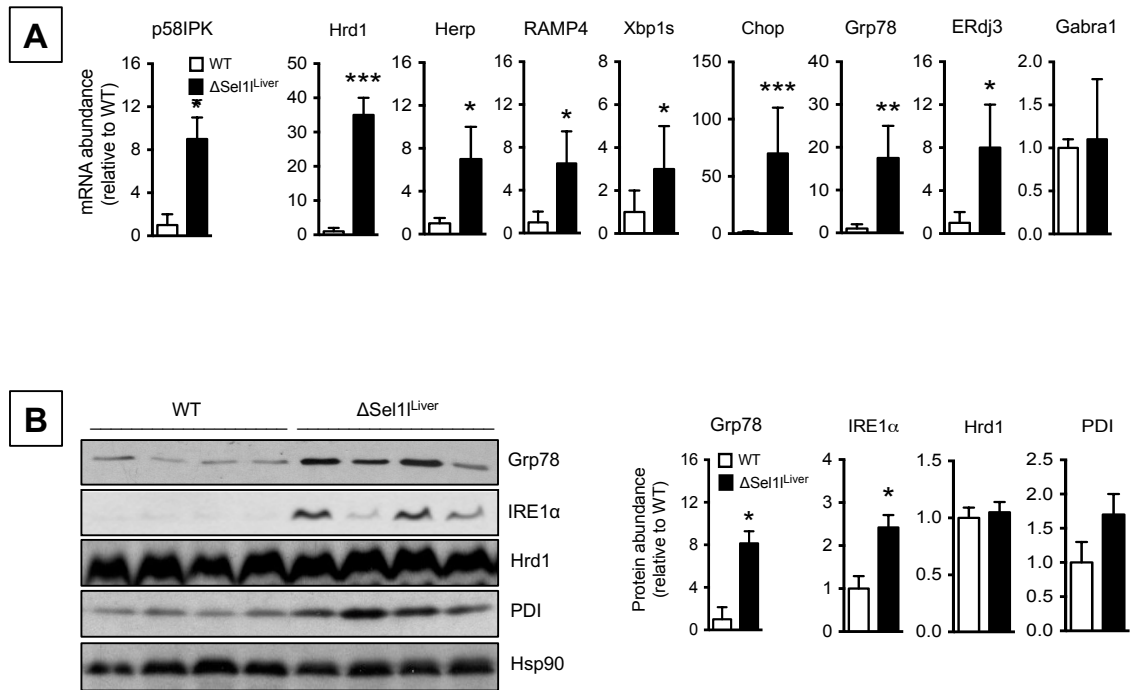 A
p58IPK
Hrd1
Herp
RAMP4
Xbp1s
Chop
Grp78
ERdj3
Gabra1
mRNA abundance
(relative to WT)
WT
ΔSel1l^Liver
16
12
8
4
0
*
50
40
30
20
10
0
***
16
12
8
4
0
*
16
12
8
4
0
*
8
6
4
2
0
*
150
100
50
0
***
40
30
20
10
0
**
16
12
8
4
0
*
2.0
1.5
1.0
0.5
0.0
B
WT
ΔSel1l^Liver
Grp78
IRE1α
Hrd1
PDI
Hsp90
Grp78
IRE1α
Hrd1
PDI
Protein abundance
(relative to WT)
WT
ΔSel1l^Liver
16
12
8
4
0
*
4
3
2
1
0
*
1.5
1.0
0.5
0.0
2.5
2.0
1.5
1.0
0.5
0.0